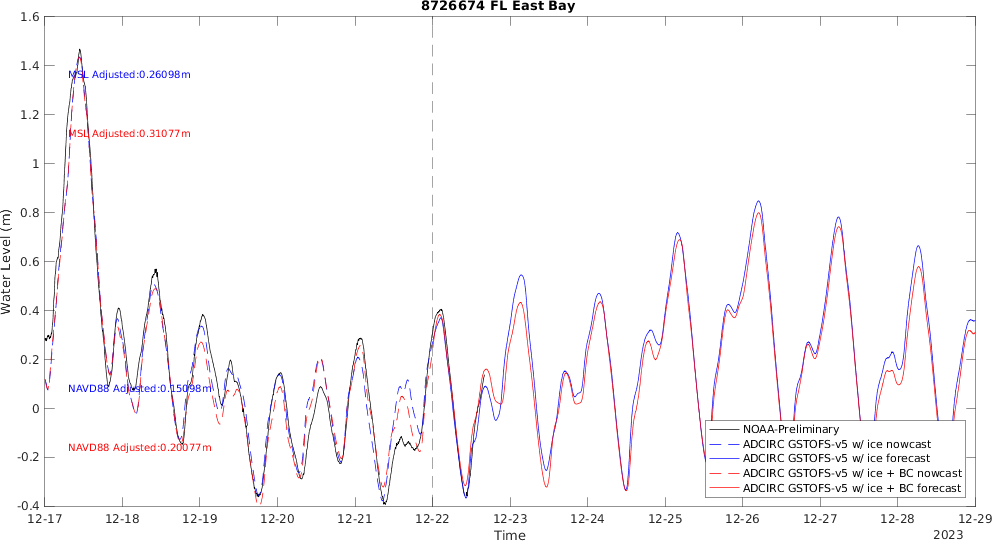 8726674 FL East Bay
1.6
1.4
1.2
1
0.8
0.6
0.4
0.2
0
-0.2
-0.4
Water Level (m)
MSL Adjusted:0.26098m
MSL Adjusted:0.31077m
NAVD88 Adjusted:0.15098m
NAVD88 Adjusted:0.20077m
NOAA-Preliminary
ADCIRC GSTOFS-v5 w/ ice nowcast
ADCIRC GSTOFS-v5 w/ ice forecast
ADCIRC GSTOFS-v5 w/ ice + BC nowcast
ADCIRC GSTOFS-v5 w/ ice + BC forecast
12-17 12-18 12-19 12-20 12-21 12-22 12-23 12-24 12-25 12-26 12-27 12-28 12-29
Time
2023